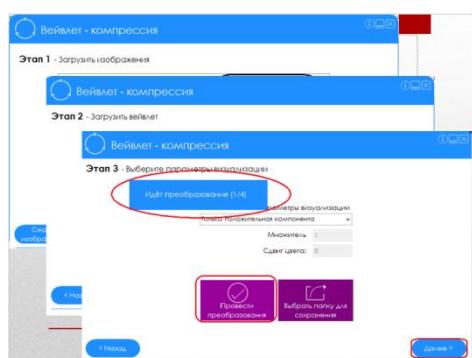 Вейвлет - компрессия
Этап 1 - Загрузить изображения
Вейвлет - компрессия
Этап 2 - Загрузить вейвлет
Вейвлет - компрессия
Этап 3 - Выберите параметры визуализации
Идёт преобразование (1/4)
параметры визуализации
Только положительная компонента
Множитель 1
Сдвиг цвета: 0
Провести преобразования
Выбрать папку для сохранения
< Назад
Далее >